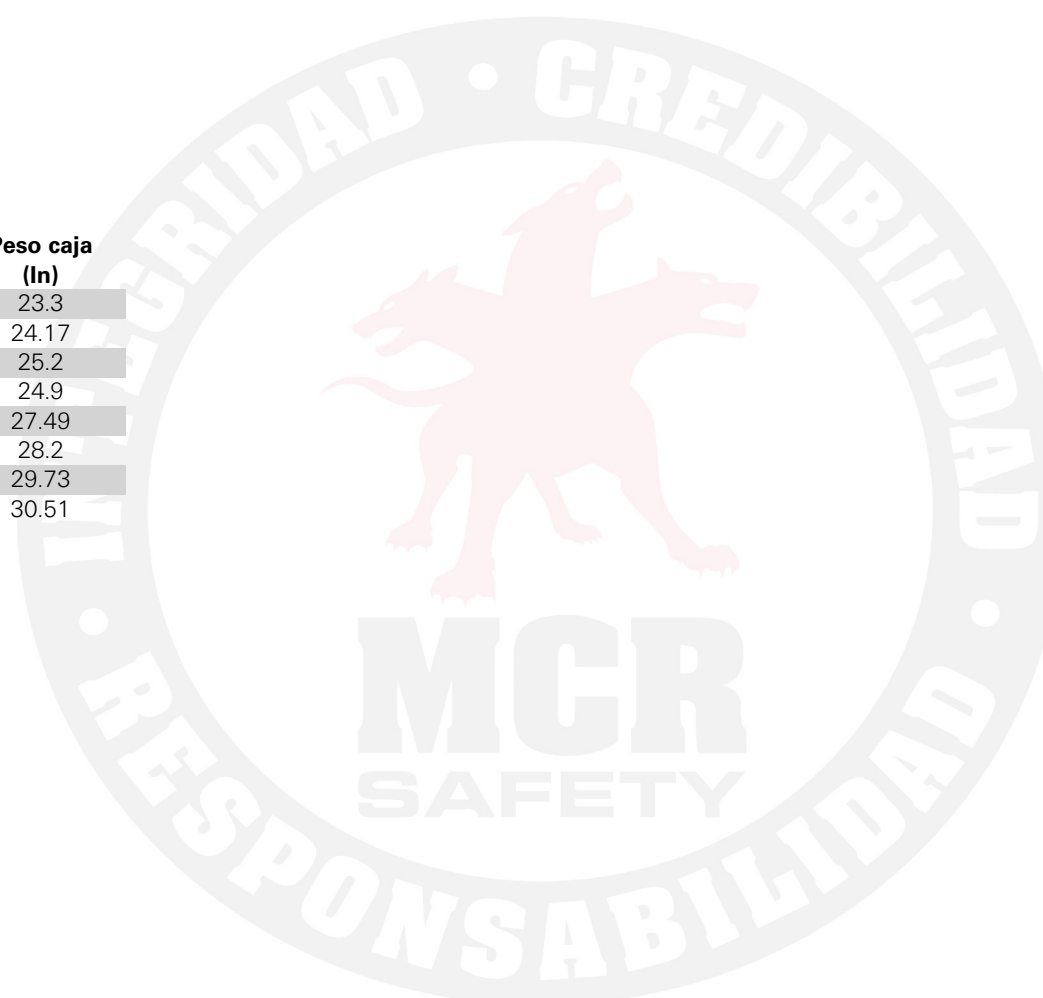 Peso caja
(In)
23.3
24.17
25.2
24.9
27.49
28.2
29.73
30.51
INTEGRIDAD • CREDIBILIDAD • RESPONSABILIDAD •
MCR
SAFETY